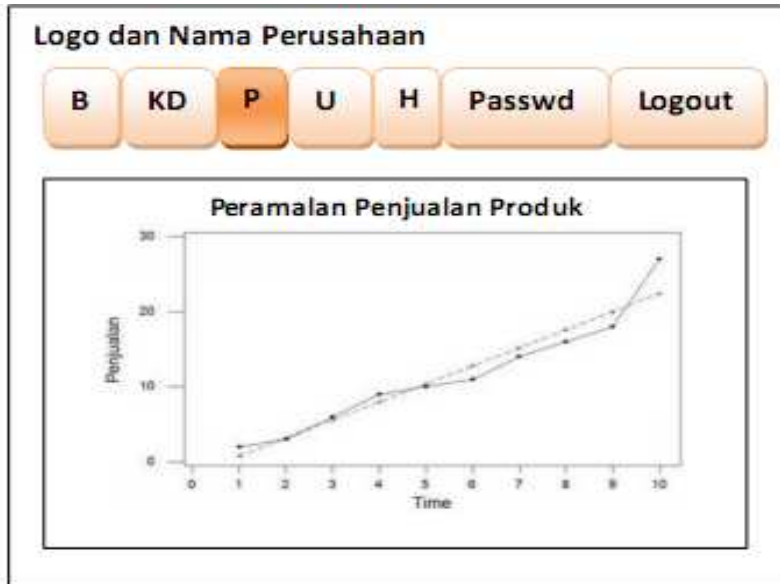 Logo dan Nama Perusahaan
B KD P U H Passwd Logout
Peramalan Penjualan Produk
30
20
10
0
Penjualan
0 1 2 3 4 5 6 7 8 9 10
Time